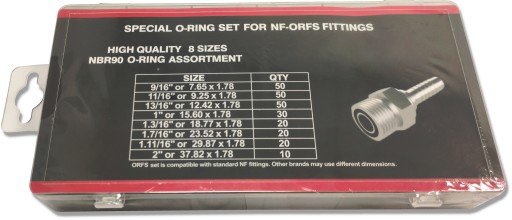 SPECIAL O-RING SET FOR NF-ORFS FITTINGS
HIGH QUALITY 8 SIZES
NBR90 O-RING ASSORTMENT
SIZE QTY
9/16" or 7.65 x 1.78 50
11/16" or 9.25 x 1.78 50
13/16" or 12.42 x 1.78 50
1" or 15.60 x 1.78 30
1.3/16" or 18.77 x 1.78 20
1.7/16" or 23.52 x 1.78 20
1.11/16" or 29.87 x 1.78 20
2" or 37.82 x 1.78 10
ORFS set is compatible with standard NF fittings. Other brands may use different dimensions.